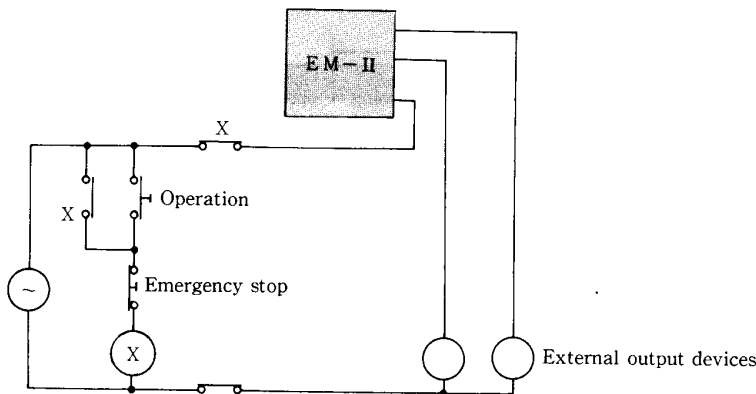 EM-II
X
Operation
X
Emergency stop
~
X
External output devices